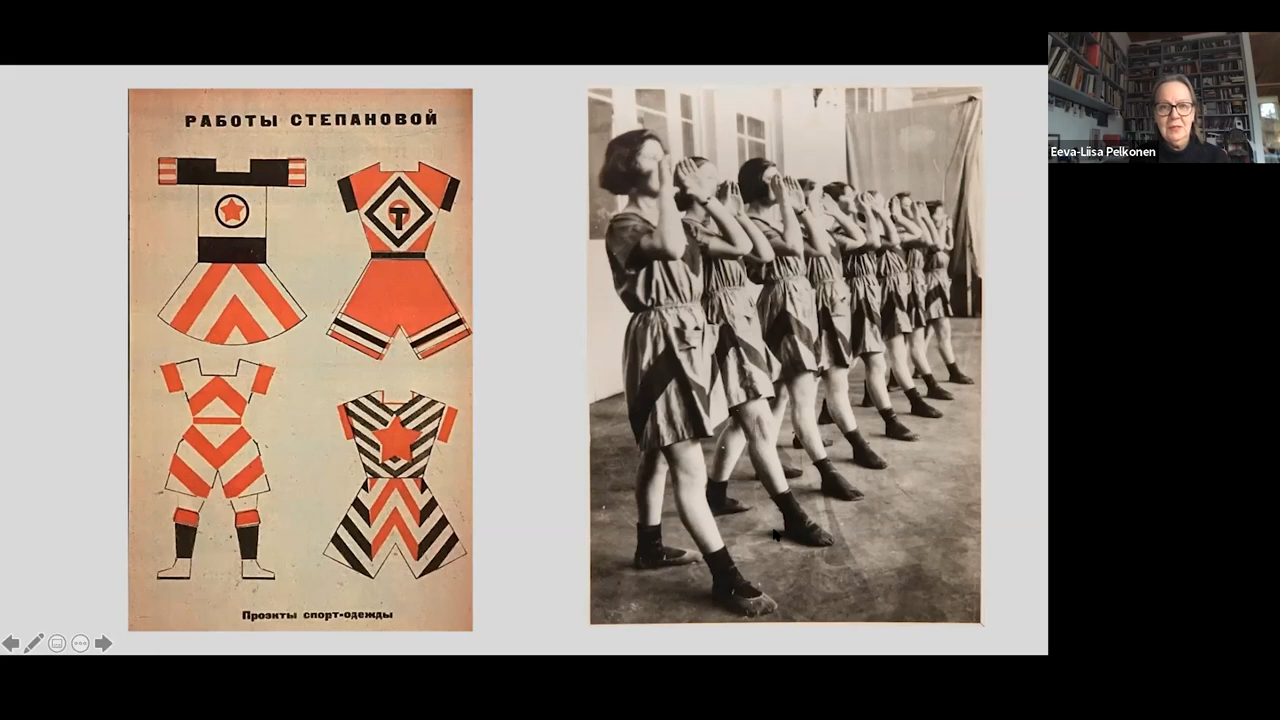 РАБОТЫ СТЕПАНОВОЙ
Т
Проэкты спорт-одежды
Eeva-Liisa Pelkonen